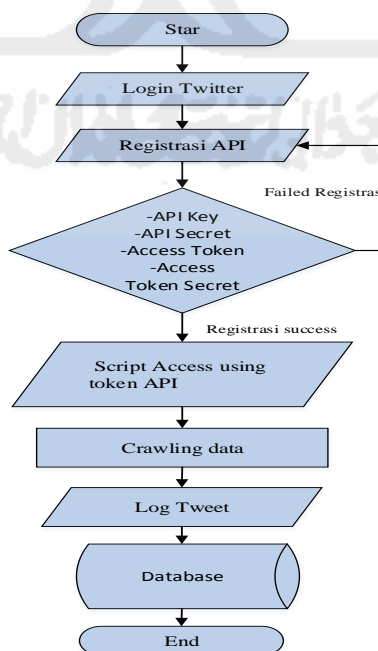 Star
Login Twitter
Registrasi API
Failed Registras
-API Key
-API Secret
-Access Token
-Access
Token Secret
Registrasi success
Script Access using
token API
Crawling data
Log Tweet
Database
End